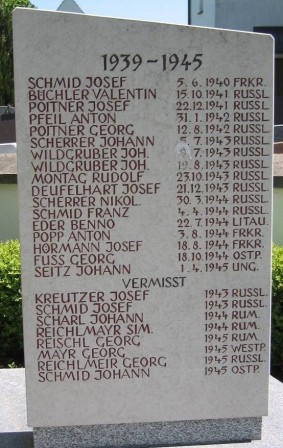 1939-1945
SCHMID JOSEF 5. 6. 1940 FRKR.
BÜCHLER VALENTIN 15. 10. 1941 RUSSL.
POITNER JOSEF 22. 12. 1941 RUSSL.
PFEIL ANTON 31. 1. 1942 RUSSL.
POITNER GEORG 12. 8. 1942 RUSSL.
SCHERRER JOHANN 7. 1943 RUSSL.
WILDGRUBER JOH. 7. 1943 RUSSL.
WILDGRUBER JOH. 8. 1943 RUSSL.
MONTAG RUDOLF 23. 10. 1943 RUSSL.
DEUFELHART JOSEF 21. 12. 1943 RUSSL.
SCHERRER NIKOL. 30. 3. 1944 RUSSL.
SCHMID FRANZ 4. 4. 1944 RUSSL.
EDER BENNO 22. 7. 1944 LITAU.
POPP ANTON 3. 8. 1944 FRKR.
HÖRMANN JOSEF 18. 8. 1944 FRKR.
FUSS GEORG 18. 10. 1944 OSTP.
SEITZ JOHANN 1. 4. 1945 UNG.
VERMISST
KREUTZER JOSEF 1943 RUSSL.
SCHMID JOSEF 1943 RUSSL.
SCHARL JOHANN 1944 RUM.
REICHLMAYR SIM. 1944 RUM.
REISCHL GEORG 1945 RUM.
MAYR GEORG 1945 WESTP.
REICHLMEIR GEORG 1945 RUSSL.
SCHMID JOHANN 1945 OSTP.